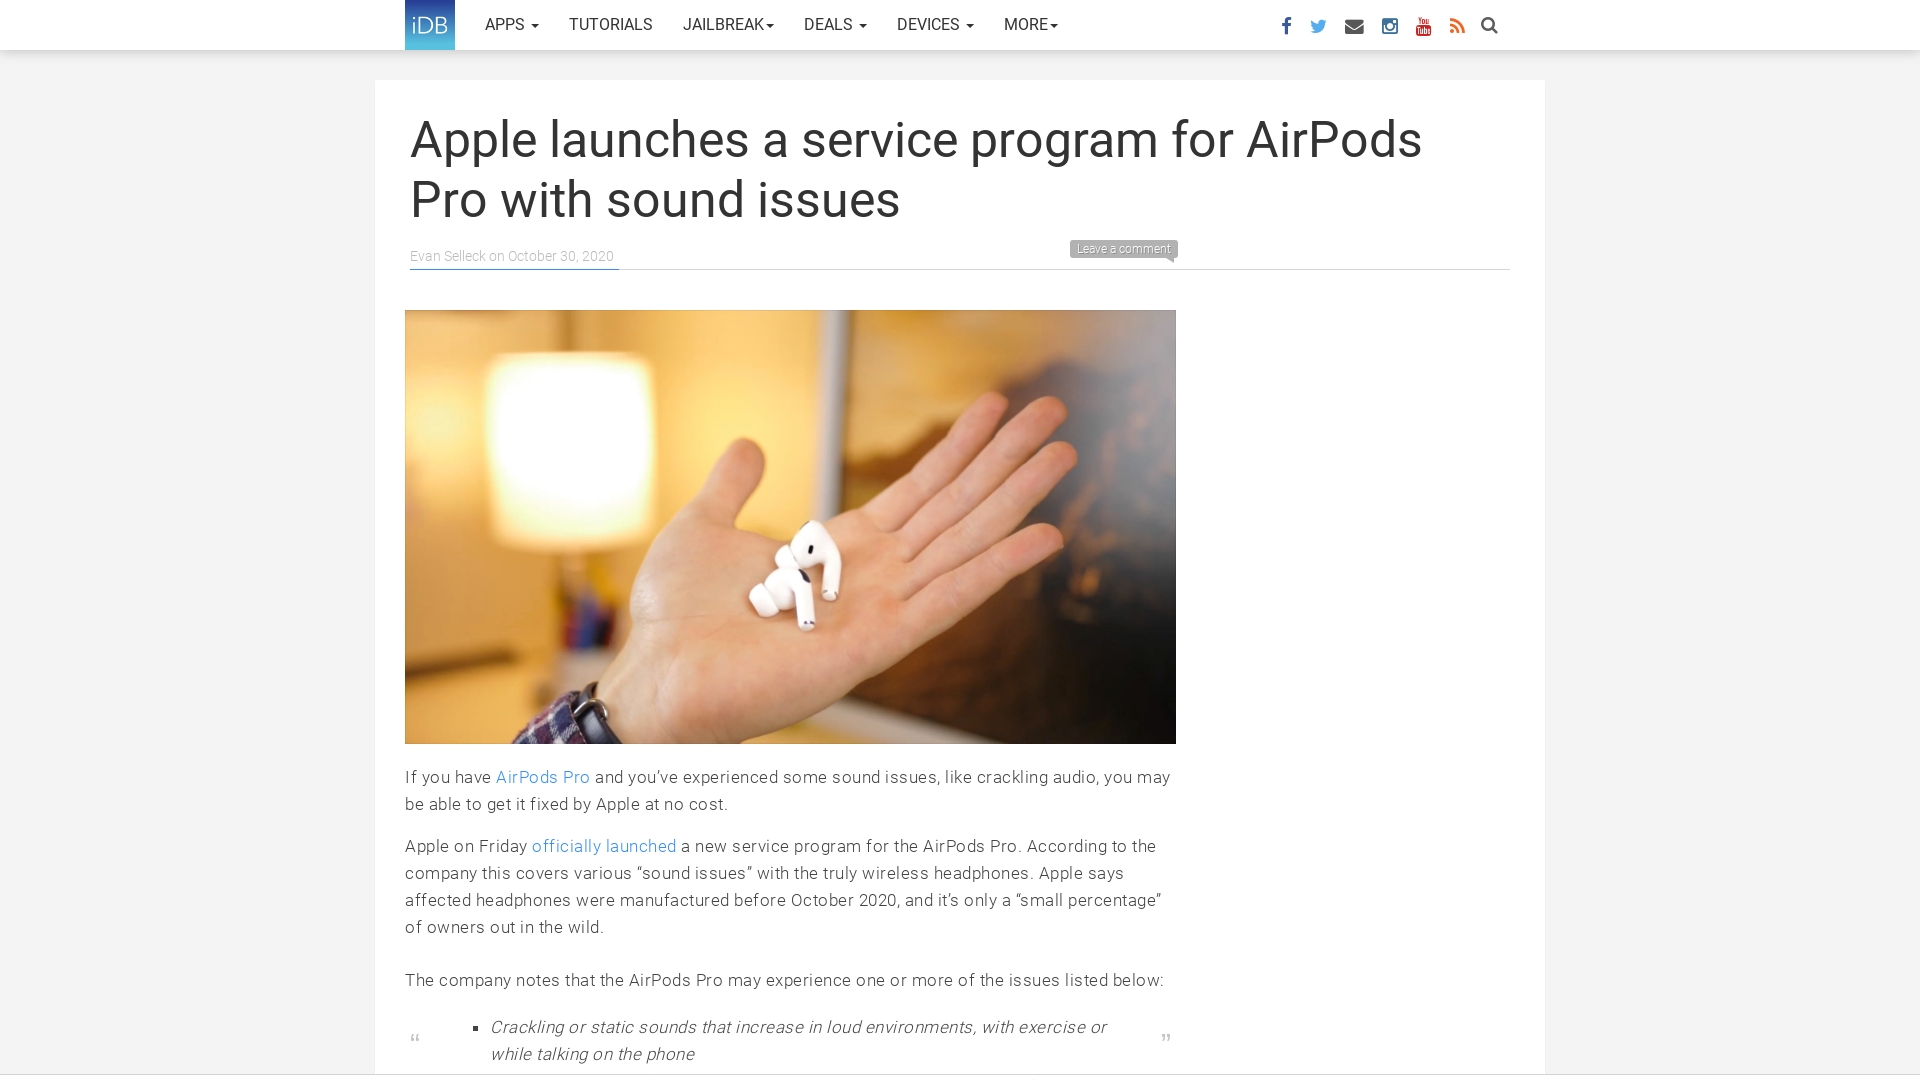 iDB APPS TUTORIALS JAILBREAK DEALS DEVICES MORE
Apple launches a service program for AirPods
Pro with sound issues
Evan Selleck on October 30, 2020
Leave a comment
If you have AirPods Pro and you’ve experienced some sound issues, like crackling audio, you may
be able to get it fixed by Apple at no cost.
Apple on Friday officially launched a new service program for the AirPods Pro. According to the
company this covers various “sound issues” with the truly wireless headphones. Apple says
affected headphones were manufactured before October 2020, and it’s only a “small percentage”
of owners out in the wild.
The company notes that the AirPods Pro may experience one or more of the issues listed below:
“ ▪ Crackling or static sounds that increase in loud environments, with exercise or ”
while talking on the phone